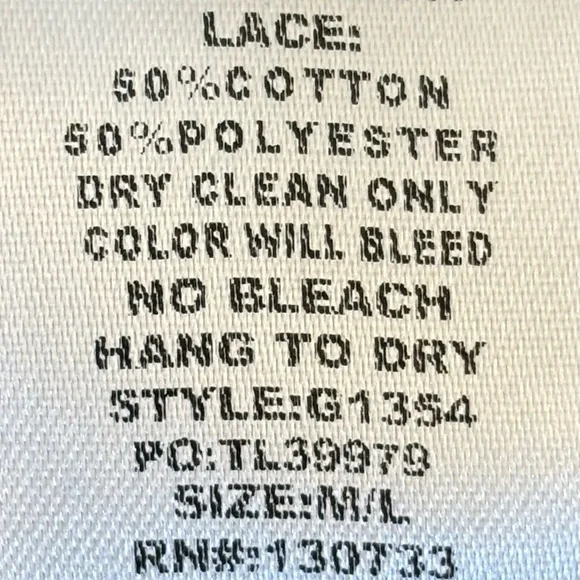 LACE:
50%COTTON
50%POLYESTER
DRY CLEAN ONLY
COLOR WILL BLEED
NO BLEACH
HANG TO DRY
STYLE:G1354
PO:TL39979
SIZE:M/L
RN#:130733